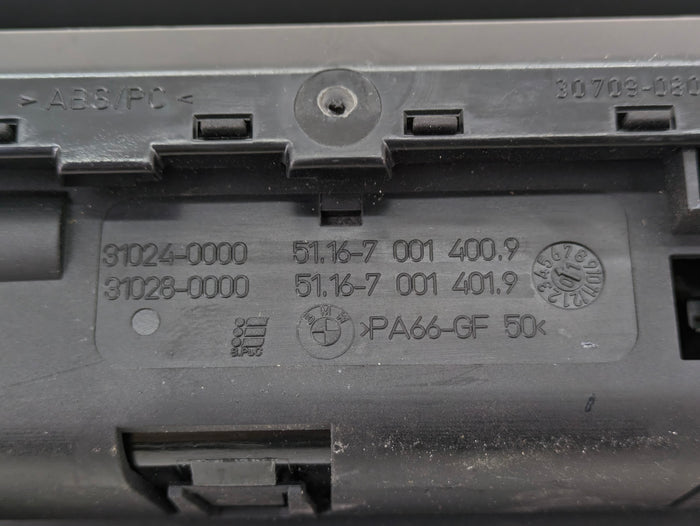 >ABS/PC<
30709-080
31024-0000 51.16-7 001 400.9
31028-0000 51.16-7 001 401.9
BMW >PA66-GF 50<